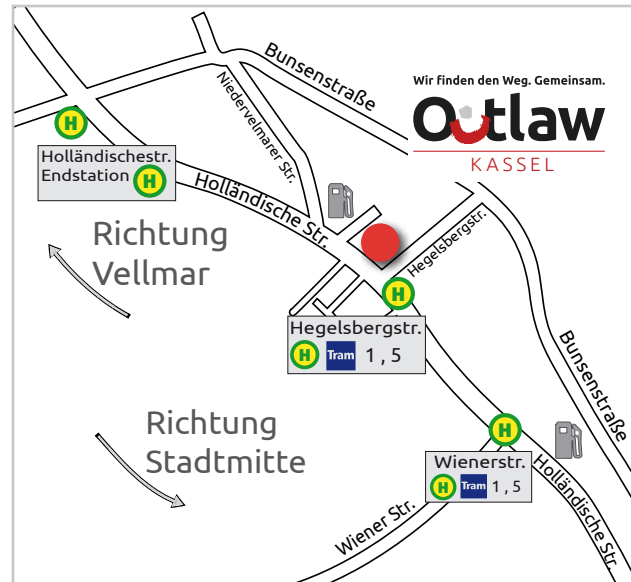 Wir finden den Weg. Gemeinsam.
Outlaw
KASSEL
Bunsenstraße
Niedervelmarer Str.
H
Holländischestr.
Endstation H
Holländische Str.
Richtung
Vellmar
Hegelsbergstr.
H
Hegelsbergstr.
H Tram 1 , 5
Bunsenstraße
Richtung
Stadtmitte
H
Wienerstr.
H Tram 1 , 5
Holländische Str.
Wiener Str.